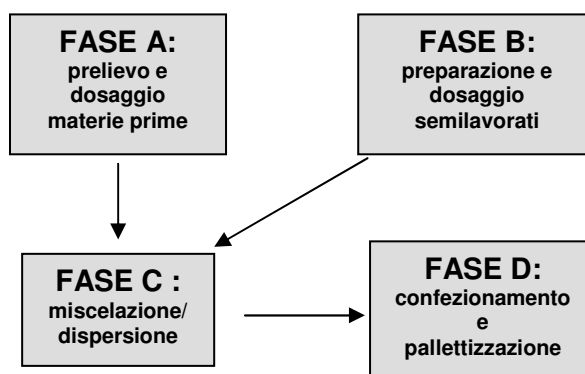 FASE A:
prelievo e
dosaggio
materie prime
FASE B:
preparazione e
dosaggio
semilavorati
FASE C :
miscelazione/
dispersione
FASE D:
confezionamento
e
pallettizzazione